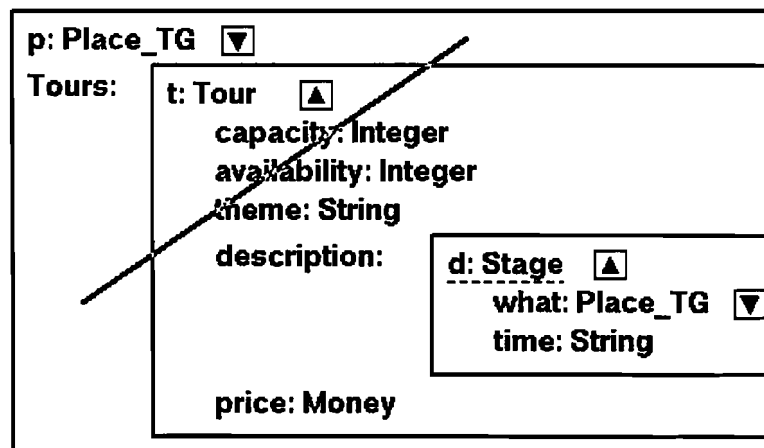 p: Place_TG ▼
Tours:
t: Tour ▲
capacity: Integer
availability: Integer
theme: String
description:
d: Stage ▲
what: Place_TG ▼
time: String
price: Money